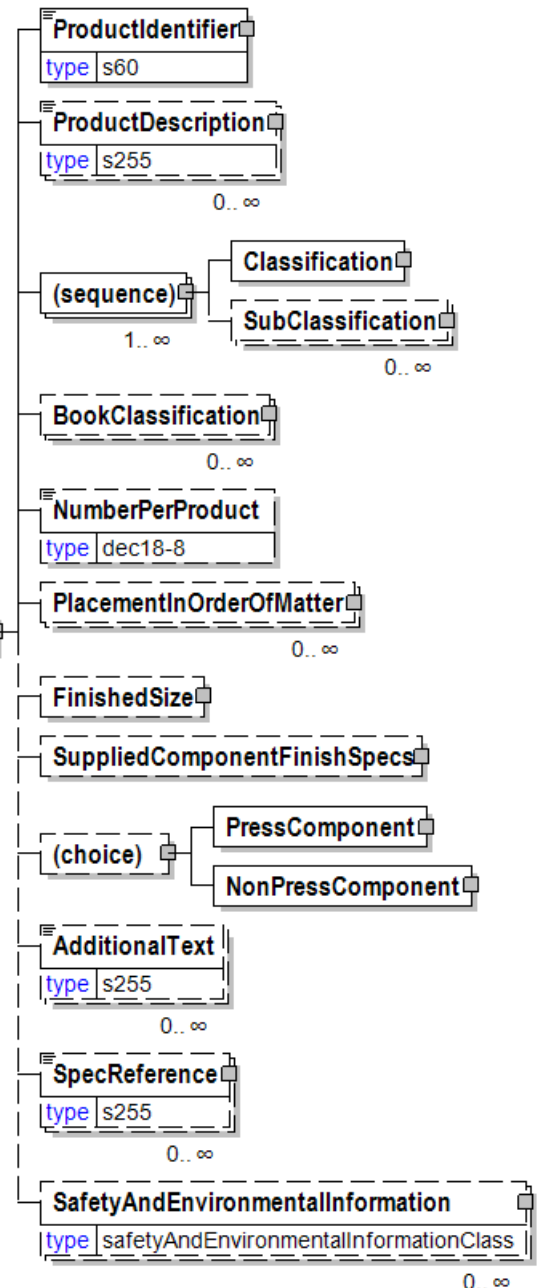 ProductIdentifier
type s60
ProductDescription
type s255
0.. ∞
Classification
(sequence)
SubClassification
1.. ∞
0.. ∞
BookClassification
0.. ∞
NumberPerProduct
type dec18-8
PlacementInOrderOfMatter
0.. ∞
FinishedSize
SuppliedComponentFinishSpecs
PressComponent
(choice)
NonPressComponent
AdditionalText
type s255
0.. ∞
SpecReference
type s255
0.. ∞
SafetyAndEnvironmentalInformation
type safetyAndEnvironmentalInformationClass
0.. ∞